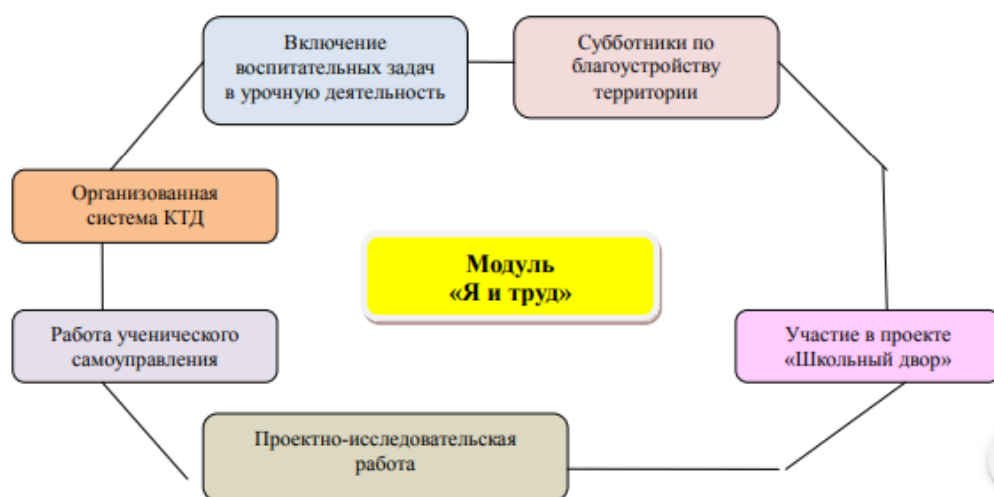 Включение
воспитательных задач
в урочную деятельность
Субботники по
благоустройству
территории
Организованная
система КТД
Модуль
«Я и труд»
Работа ученического
самоуправления
Участие в проекте
«Школьный двор»
Проектно-исследовательская
работа